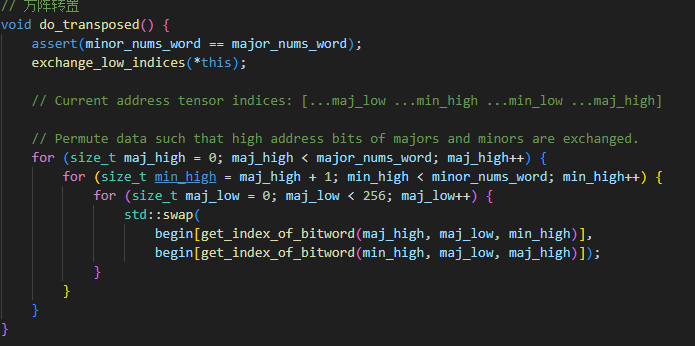 // 方阵转置
void do_transposed() {
    assert(minor_nums_word == major_nums_word);
    exchange_low_indices(*this);

    // Current address tensor indices: [...maj_low ...min_high ...min_low ...maj_high]

    // Permute data such that high address bits of majors and minors are exchanged.
    for (size_t maj_high = 0; maj_high < major_nums_word; maj_high++) {
        for (size_t min_high = maj_high + 1; min_high < minor_nums_word; min_high++) {
            for (size_t maj_low = 0; maj_low < 256; maj_low++) {
                std::swap(
                    begin[get_index_of_bitword(maj_high, maj_low, min_high)],
                    begin[get_index_of_bitword(min_high, maj_low, maj_high)]);
            }
        }
    }
}